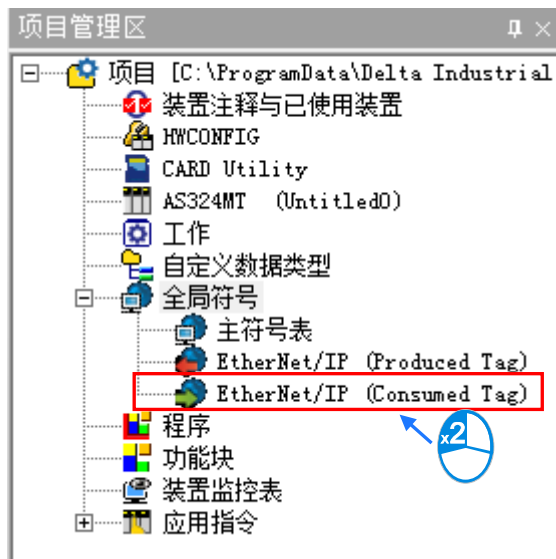 项目管理区
项目 [C:\ProgramData\Delta Industrial
装置注释与已使用装置
HWCONFIG
CARD Utility
AS324MT (Untitled0)
工作
自定义数据类型
全局符号
主符号表
EtherNet/IP (Produced Tag)
EtherNet/IP (Consumed Tag)
x2
程序
功能块
装置监控表
应用指令